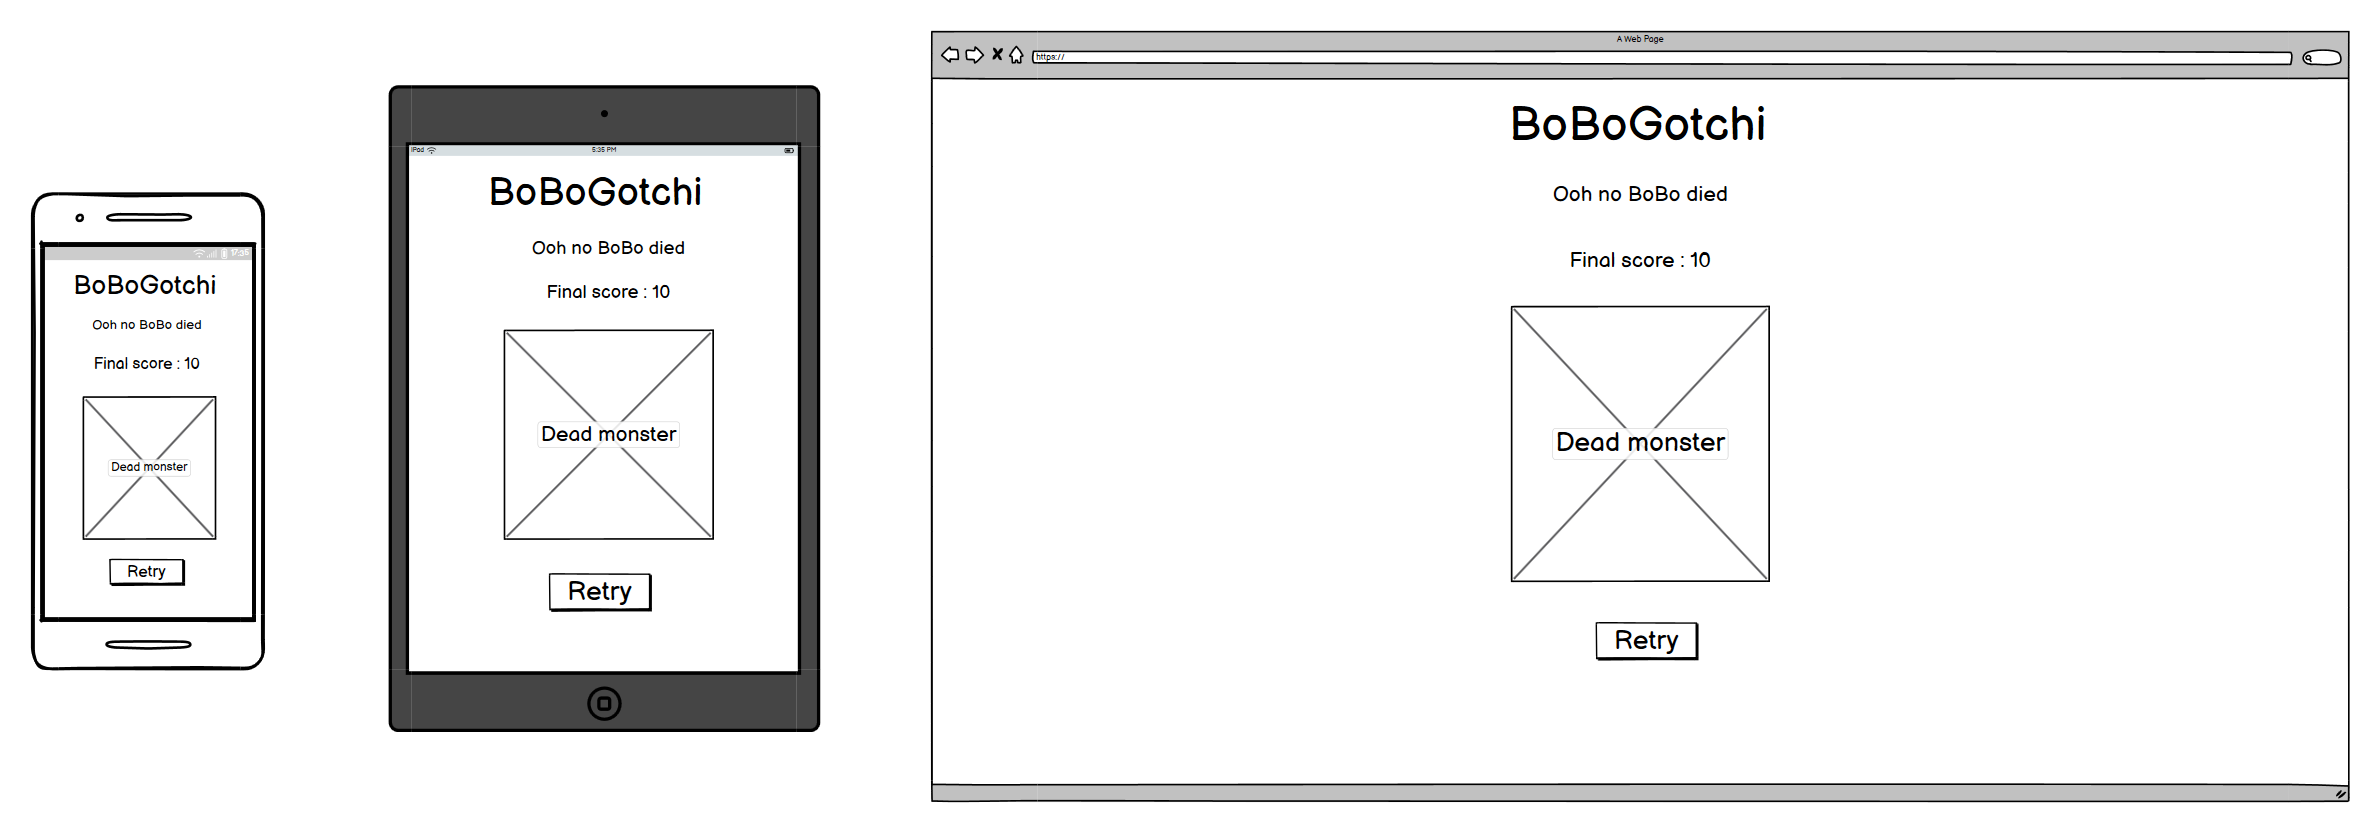 17:35
BoBoGotchi
Ooh no BoBo died
Final score : 10
Dead monster
Retry
iPad
5:35 PM
BoBoGotchi
Ooh no BoBo died
Final score : 10
Dead monster
Retry
A Web Page
https://
BoBoGotchi
Ooh no BoBo died
Final score : 10
Dead monster
Retry